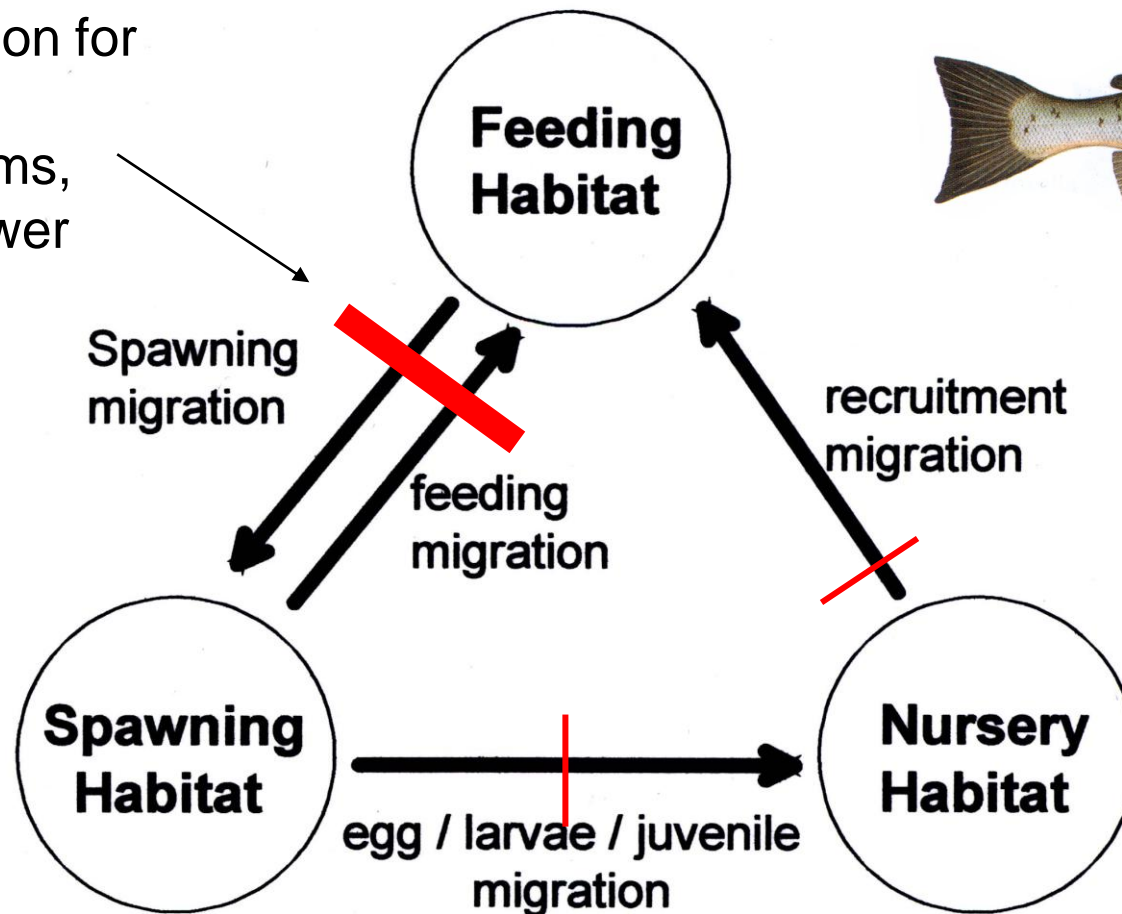 on for
ms,
wer
Feeding
Habitat
Spawning
migration
feeding
migration
recruitment
migration
Spawning
Habitat
Nursery
Habitat
egg / larvae / juvenile
migration